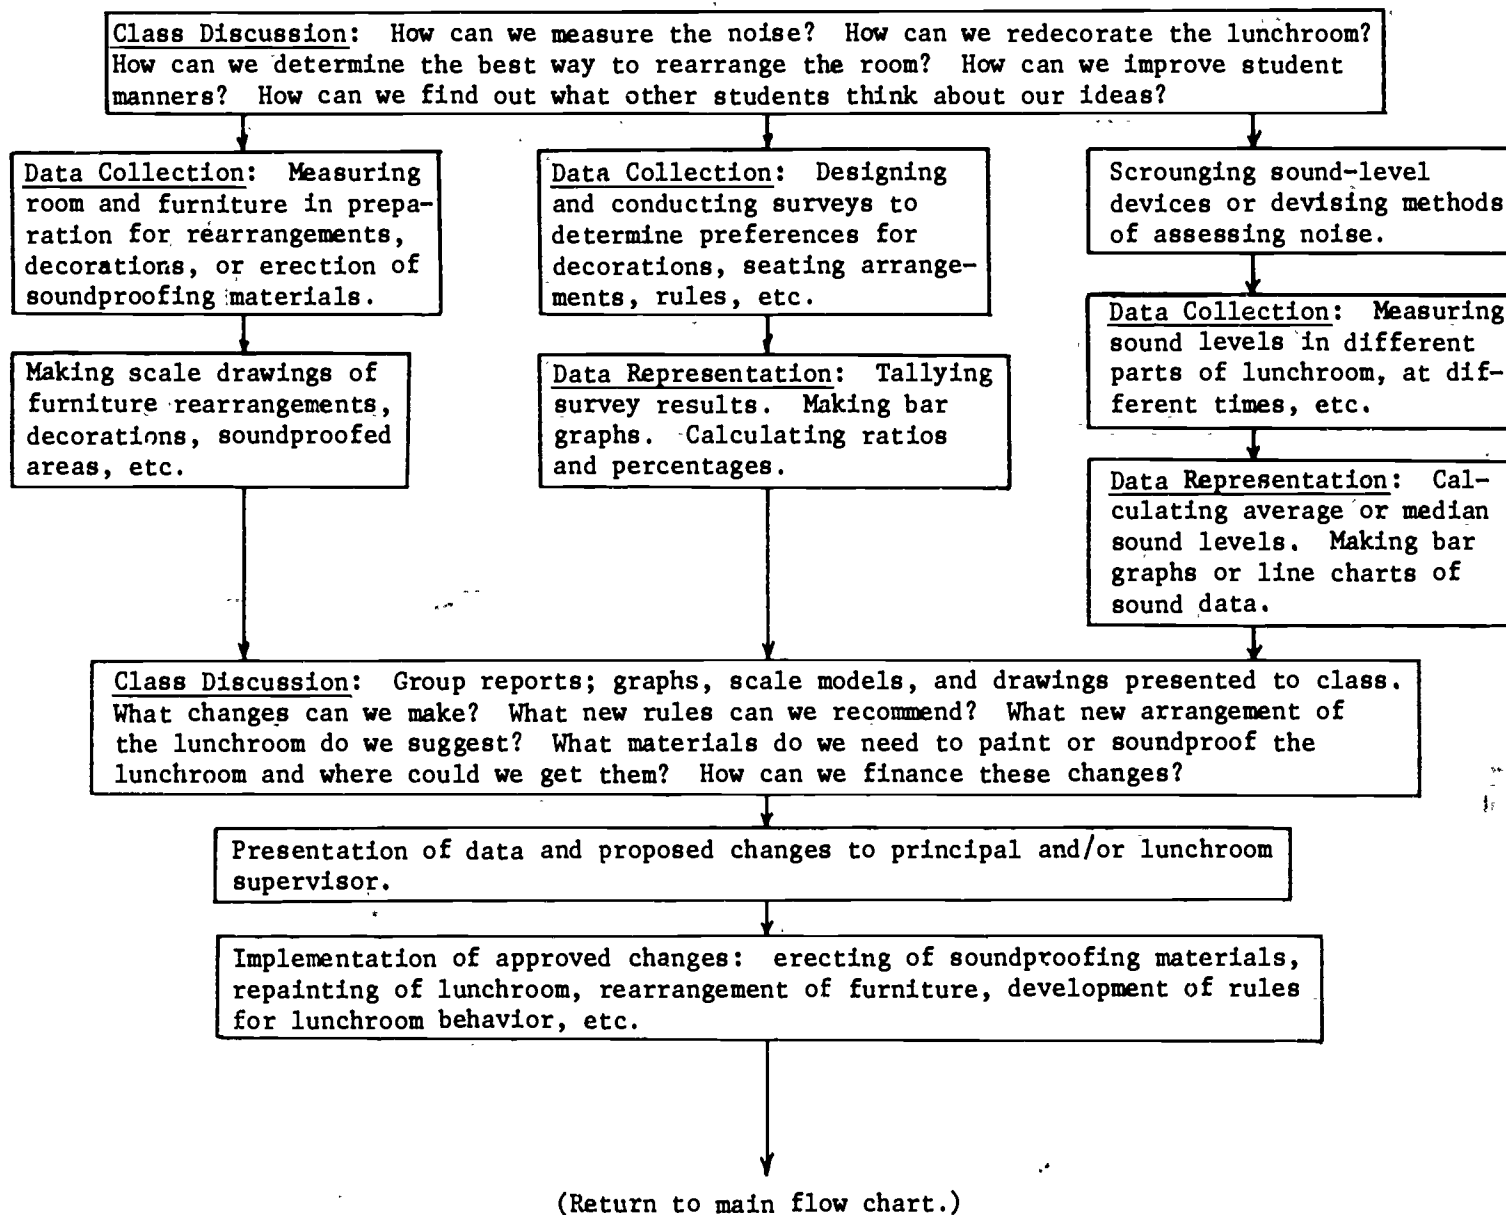 Class Discussion: How can we measure the noise? How can we redecorate the lunchroom?
How can we determine the best way to rearrange the room? How can we improve student
manners? How can we find out what other students think about our ideas?
Data Collection: Measuring
room and furniture in prepa-
ration for rearrangements,
decorations, or erection of
soundproofing materials.
Making scale drawings of
furniture rearrangements,
decorations, soundproofed
areas, etc.
Data Collection: Designing
and conducting surveys to
determine preferences for
decorations, seating arrange-
ments, rules, etc.
Data Representation: Tallying
survey results. Making bar
graphs. Calculating ratios
and percentages.
Scrounging sound-level
devices or devising methods
of assessing noise.
Data Collection: Measuring
sound levels in different
parts of lunchroom, at dif-
ferent times, etc.
Data Representation: Cal-
culating average or median
sound levels. Making bar
graphs or line charts of
sound data.
Class Discussion: Group reports; graphs, scale models, and drawings presented to class.
What changes can we make? What new rules can we recommend? What new arrangement of
the lunchroom do we suggest? What materials do we need to paint or soundproof the
lunchroom and where could we get them? How can we finance these changes?
Presentation of data and proposed changes to principal and/or lunchroom
supervisor.
Implementation of approved changes: erecting of soundproofing materials,
repainting of lunchroom, rearrangement of furniture, development of rules
for lunchroom behavior, etc.
(Return to main flow chart.)